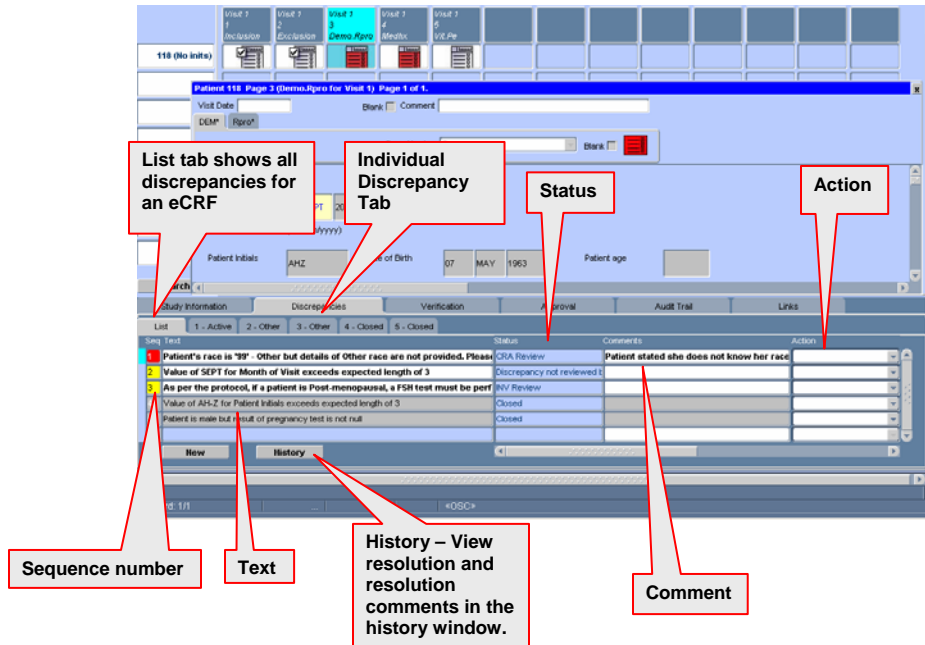 Visit 1 Visit 1 Visit 1 Visit 1 Visit 1
1 2 3 4 5
Inclusion Exclusion Demo.Rpro Medhx Vit.Pe
118 (No inits)
Patient 118 Page 3 (Demo.Rpro for Visit 1) Page 1 of 1.
Visit Date Blank Comment
DEM* Rpro*
Blank
List tab shows all
discrepancies for
an eCRF
Individual
Discrepancy
Tab
Status
Action
Patient Initials AHZ of Birth 07 MAY 1963 Patient age
Study Information Discrepancies Verification Approval Audit Trail Links
List 1 - Active 2 - Other 3 - Other 4 - Closed 5 - Closed
Seq Text Status Comments Action
1 Patient's race is '99' - Other but details of Other race are not provided. Please CRA Review Patient stated she does not know her race
2 Value of SEPT for Month of Visit exceeds expected length of 3 Discrepancy not reviewed b
3 As per the protocol, if a patient is Post-menopausal, a FSH test must be perf INV Review
Value of AH-Z for Patient Initials exceeds expected length of 3 Closed
Patient is male but result of pregnancy test is not null Closed
New History
1/1 ... «OSC»
Sequence number
Text
History – View
resolution and
resolution
comments in the
history window.
Comment